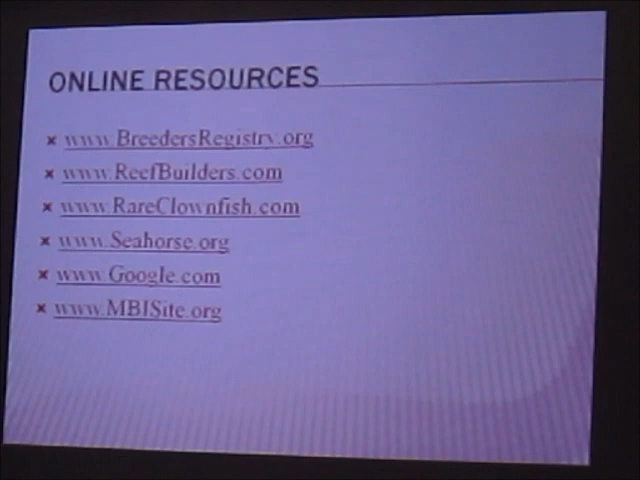 ONLINE RESOURCES
www.BreedersRegistry.org
www.ReefBuilders.com
www.RareClownfish.com
www.Seahorse.org
www.Google.com
www.MBISite.org